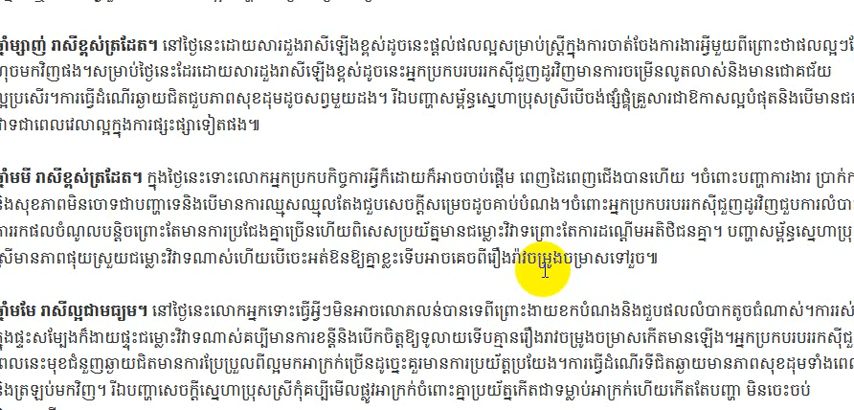 ឆ្នាំម្សាញ់ រាសីខ្ពស់ត្រដែត។ នៅថ្ងៃនេះដោយសារដួងរាសីឡើងខ្ពស់ដូចនេះផ្តល់ផលល្អសម្រាប់ស្ត្រីក្នុងការចាត់ចែងការងារអ្វីមួយពីព្រោះថាផលល្អៗ
ហុចមកវិញផង។សម្រាប់ថ្ងៃនេះដែរដោយសារដួងរាសីឡើងខ្ពស់ដូចនេះអ្នកប្រកបរបររកស៊ីជួញដូរវិញមានការចម្រើនលូតលាស់និងមានជោគជ័យ
ល្អប្រសើរ។ការធ្វើដំណើរឆ្ងាយជិតជួបភាពសុខដុមដូចសព្វមួយដង។ រីឯបញ្ហាសម្ព័ន្ធស្នេហាប្រុសស្រីបើចង់ផ្សំផ្គុំគ្រួសារជាឱកាសល្អបំផុតនិងបើមាន
វាទជាពេលវេលាល្អក្នុងការផ្សះផ្សាទៀតផង៕
ឆ្នាំមមី រាសីខ្ពស់ត្រដែត។ ក្នុងថ្ងៃនេះទោះលោកអ្នកប្រកបកិច្ចការអ្វីក៏ដោយក៏អាចចាប់ផ្តើម ពេញដៃពេញជើងបានហើយ ។ចំពោះបញ្ហាការងារ ប្រាក់
និងសុខភាពមិនចោទជាបញ្ហាទេនិងបើមានការឈ្មុសឈ្មុលតែងជួបសេចក្តីសម្រេចដូចគាប់បំណង។ចំពោះអ្នកប្រកបរបររកស៊ីជួញដូរវិញជួបការលំបា
ការរកផលចំណូលបន្តិចព្រោះតែមានការប្រជែងគ្នាច្រើនហើយពិសេសប្រយ័ត្នមានជម្លោះវិវាទព្រោះតែការដណ្តើមអតិថិជនគ្នា។ បញ្ហាសម្ព័ន្ធស្នេហាប្រុ
ស្រីមានភាពផុយស្រួយជម្លោះវិវាទណាស់ហើយបើចេះអត់ឱនឱ្យគ្នាខ្លះទើបអាចគេចពីរឿងរ៉ាវចម្រូងចម្រាសទៅរួច៕
ឆ្នាំមមែ រាសីល្អជាមធ្យម។ នៅថ្ងៃនេះលោកអ្នកទោះធ្វើអ្វីៗមិនអាចលោភលន់បានទេពីព្រោះងាយខកបំណងនិងជួបផលលំបាកតូចជំណាស់។ការរស់
ក្នុងផ្ទះសម្បែងក៏ងាយផ្ទុះជម្លោះវិវាទណាស់គប្បីមានការខន្តីនិងបើកចិត្តឱ្យទូលាយទើបគ្មានរឿងរ៉ាវចម្រូងចម្រាសកើតមានឡើង។អ្នកប្រកបរបររកស៊ីជួ
ពេលនេះមុខជំនួញឆ្ងាយជិតមានការប្រែប្រួលពីល្អមកអាក្រក់ច្រើនដូច្នេះគួរមានការប្រយ័ត្នប្រយែង។ការធ្វើដំណើរទីជិតឆ្ងាយមានភាពសុខដុមទាំងពេ
និងត្រឡប់មកវិញ។ រីឯបញ្ហាសេចក្តីស្នេហាប្រុសស្រីកុំគប្បីមើលផ្លូវអាក្រក់ចំពោះគ្នាប្រយ័ត្នកើតជាទម្លាប់អាក្រក់ហើយកើតតែបញ្ហា មិនចេះចប់